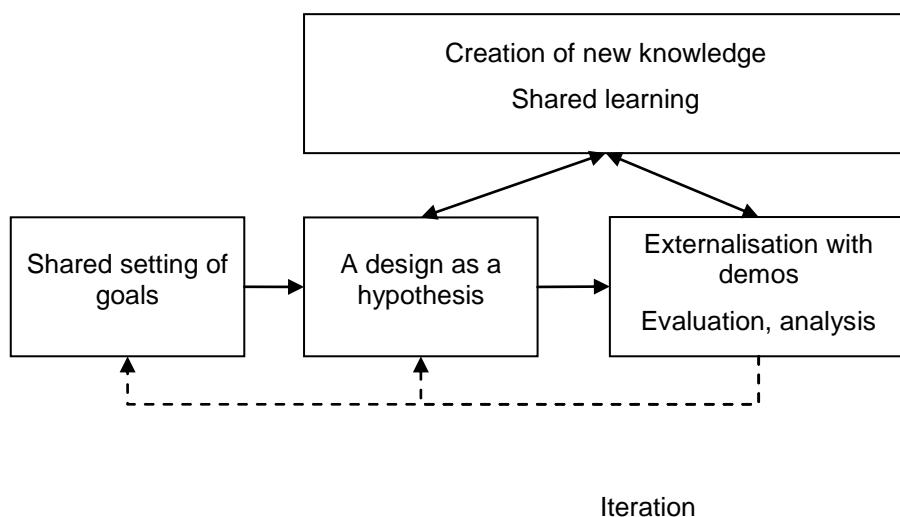 Creation of new knowledge
Shared learning
Shared setting of
goals
A design as a
hypothesis
Externalisation with
demos
Evaluation, analysis
Iteration